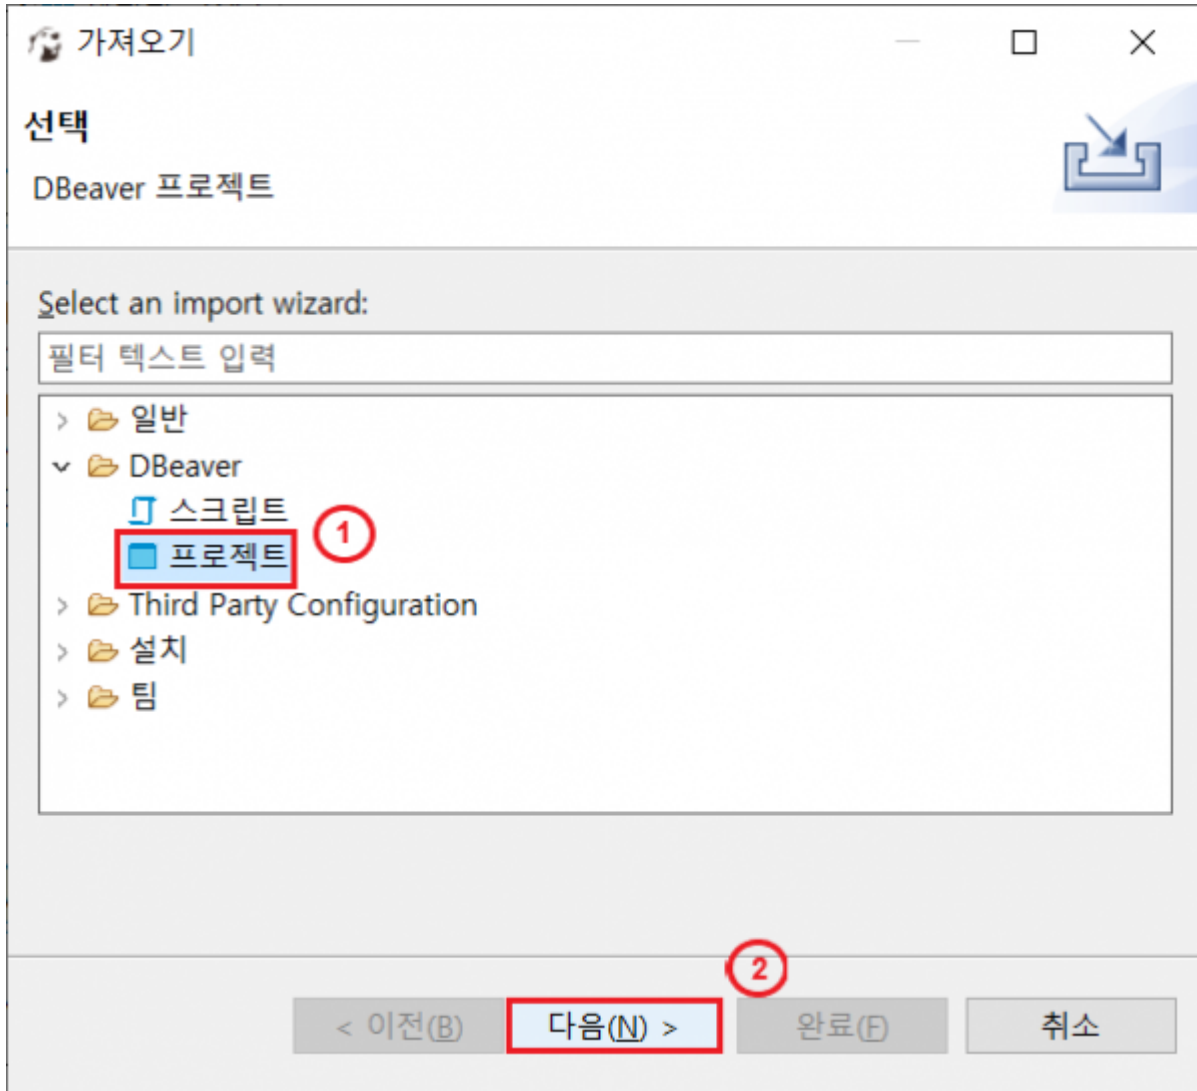 가져오기
선택
DBeaver 프로젝트
Select an import wizard:
필터 텍스트 입력
일반
DBeaver
스크립트
1
프로젝트
Third Party Configuration
설치
팀
2
< 이전(B) 다음(N) > 완료(F) 취소